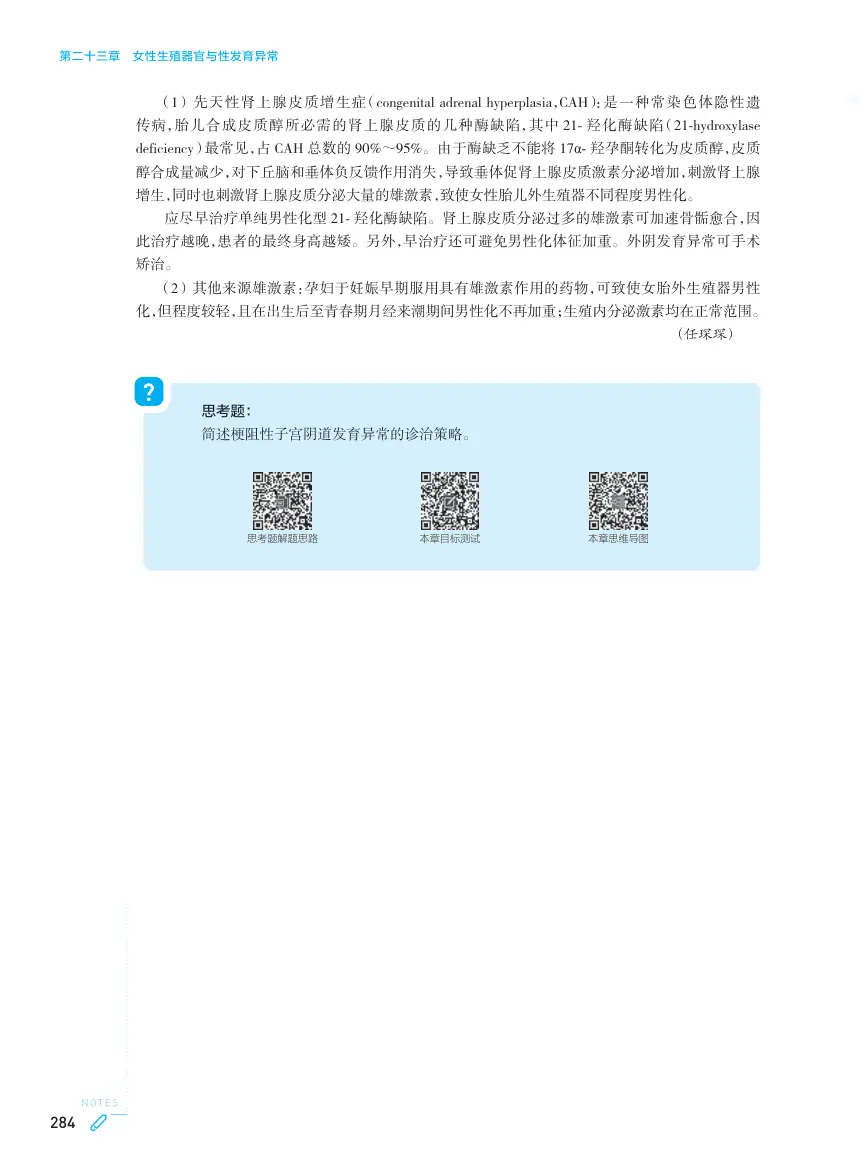 第二十三章 女性生殖器官与性发育异常
（1）先天性肾上腺皮质增生症（congenital adrenal hyperplasia,CAH）：是一种常染色体隐性遗
传病，胎儿合成皮质醇所必需的肾上腺皮质的几种酶缺陷，其中 21- 羟化酶缺陷（21-hydroxylase
deficiency）最常见，占 CAH 总数的 90%～95%。由于酶缺乏不能将 17α- 羟孕酮转化为皮质醇，皮质
醇合成量减少，对下丘脑和垂体负反馈作用消失，导致垂体促肾上腺皮质激素分泌增加，刺激肾上腺
增生，同时也刺激肾上腺皮质分泌大量的雄激素，致使女性胎儿外生殖器不同程度男性化。
应尽早治疗单纯男性化型 21- 羟化酶缺陷。肾上腺皮质分泌过多的雄激素可加速骨骺愈合，因
此治疗越晚，患者的最终身高越矮。另外，早治疗还可避免男性化体征加重。外阴发育异常可手术
矫治。
（2）其他来源雄激素：孕妇于妊娠早期服用具有雄激素作用的药物，可致使女胎外生殖器男性
化，但程度较轻，且在出生后至青春期月经来潮期间男性化不再加重；生殖内分泌激素均在正常范围。
（任琛琛）
?
思考题：
简述梗阻性子宫阴道发育异常的诊治策略。
思考题解题思路 本章目标测试 本章思维导图
NOTES
284